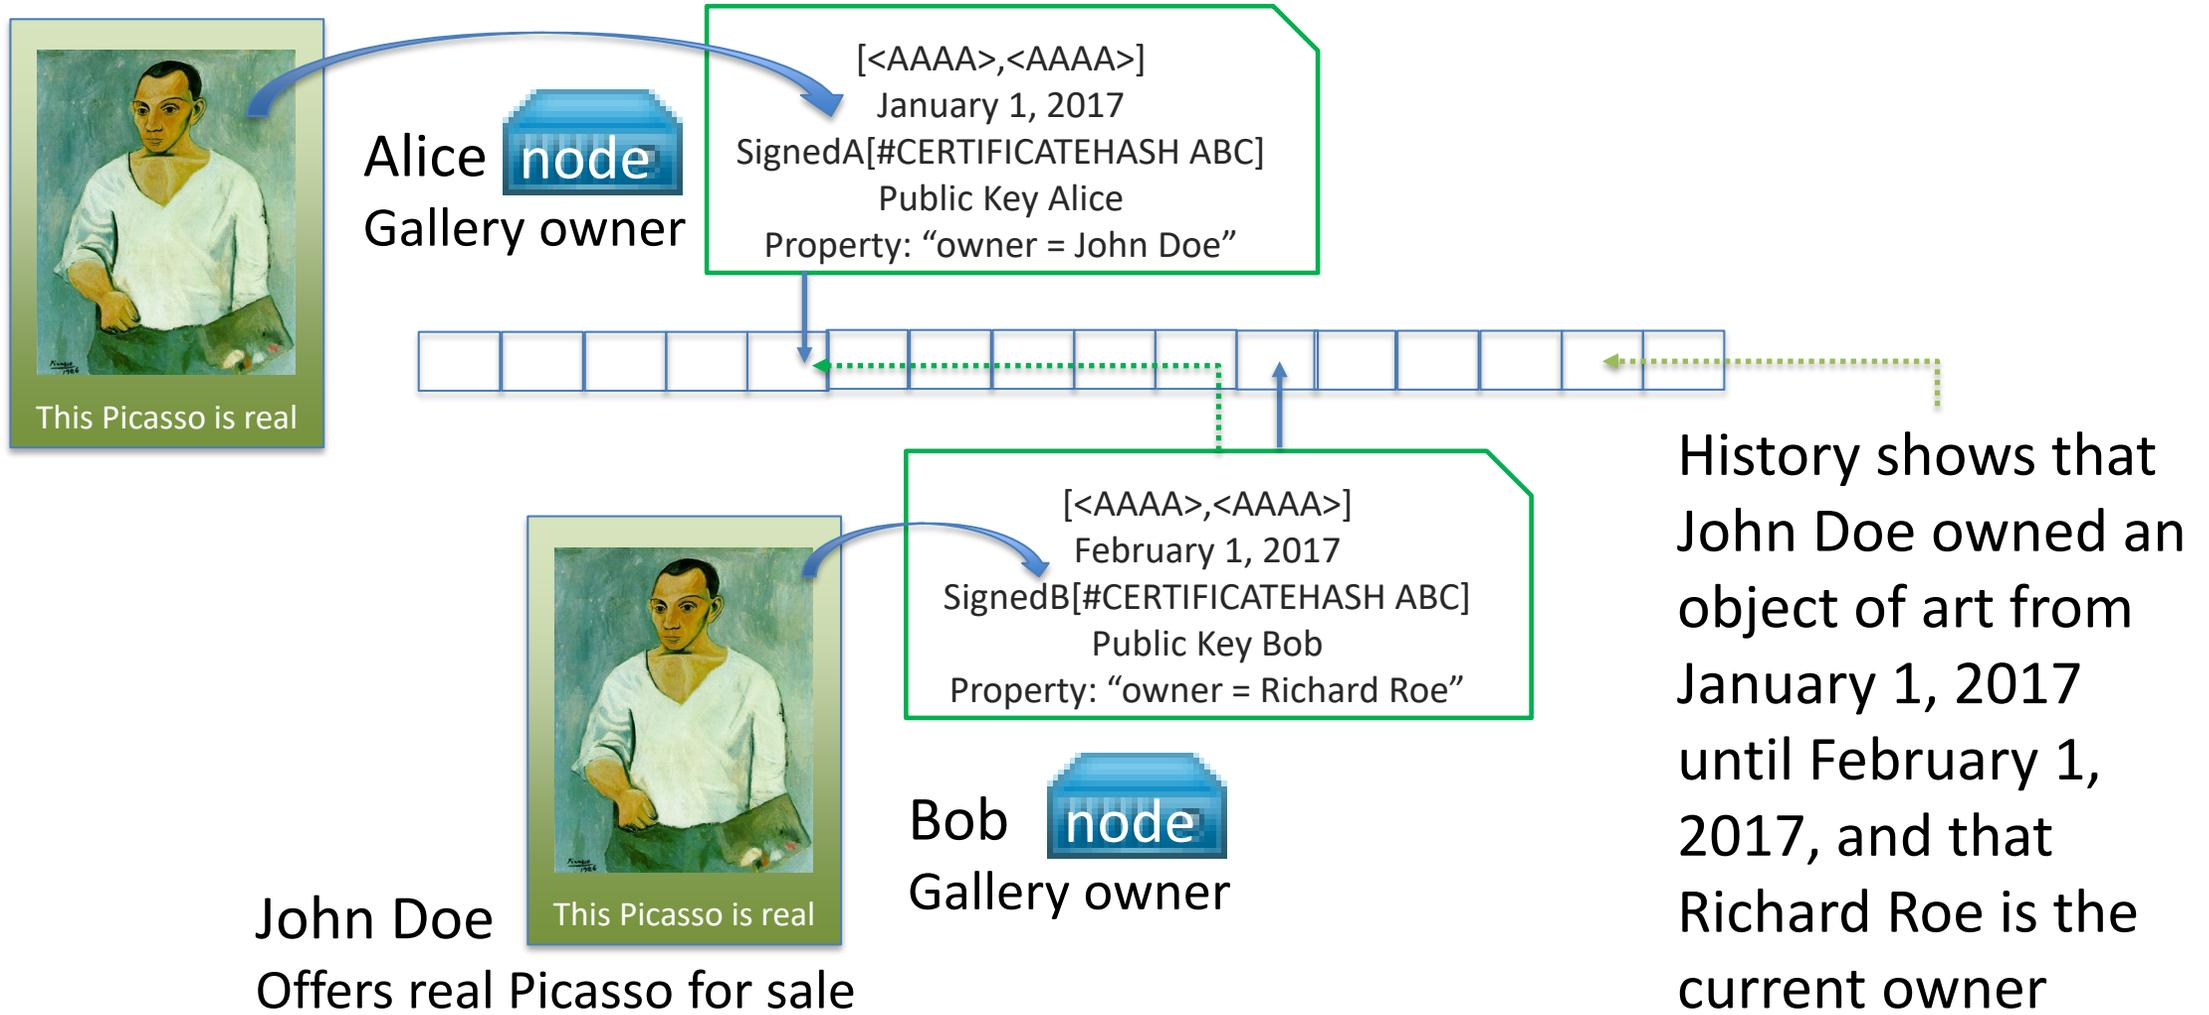 [<AAAA>,<AAAA>]
January 1, 2017
SignedA[#CERTIFICATEHASH ABC]
Public Key Alice
Property: “owner = John Doe”
Alice
node
Gallery owner
Picasso
1906
This Picasso is real
[<AAAA>,<AAAA>]
February 1, 2017
SignedB[#CERTIFICATEHASH ABC]
Public Key Bob
Property: “owner = Richard Roe”
Picasso
1906
This Picasso is real
Bob
node
Gallery owner
John Doe
Offers real Picasso for sale
History shows that
John Doe owned an
object of art from
January 1, 2017
until February 1,
2017, and that
Richard Roe is the
current owner